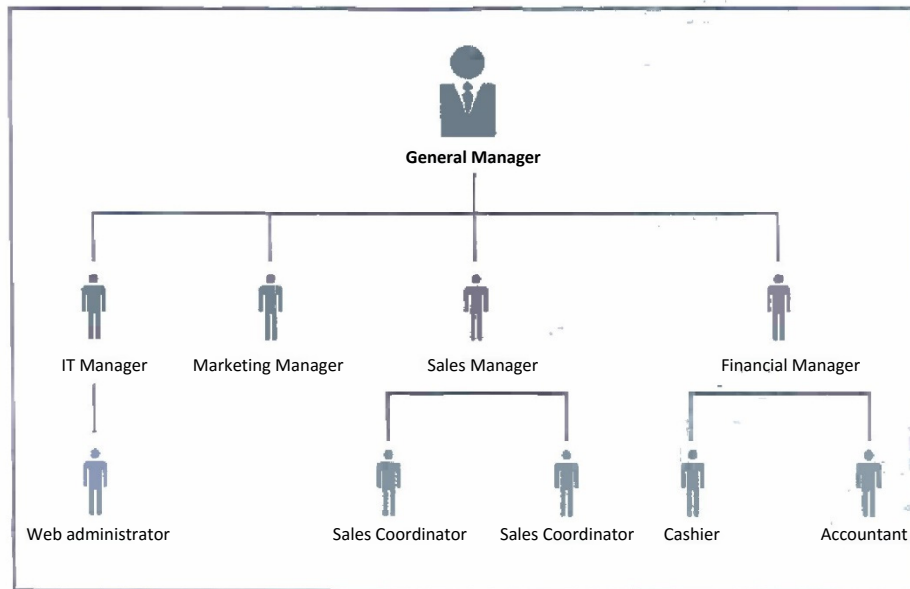 General Manager
IT Manager
Marketing Manager
Sales Manager
Financial Manager
Web administrator
Sales Coordinator
Sales Coordinator
Cashier
Accountant